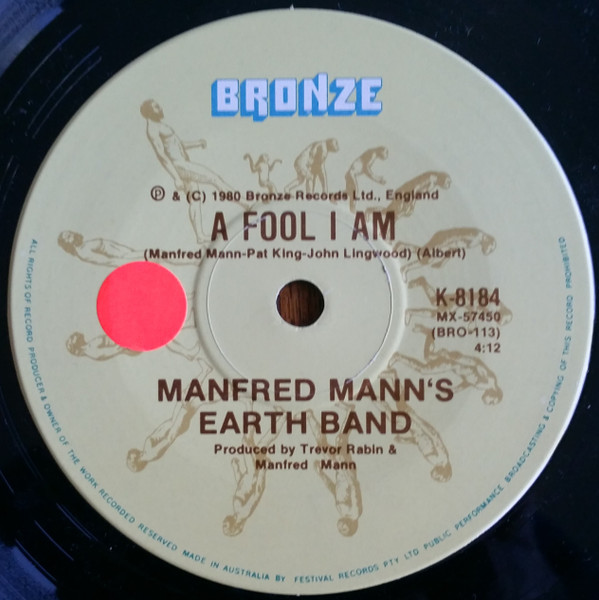 BRONZE
℗ & (C) 1980 Bronze Records Ltd., England
A FOOL I AM
(Manfred Mann-Pat King-John Lingwood) (Albert)
K-8184
MX-57450
(BRO-113)
4:12
MANFRED MANN'S
EARTH BAND
Produced by Trevor Rabin &
Manfred Mann
ALL RIGHTS OF RECORD PRODUCER & OWNER OF THE WORK RECORDED RESERVED MADE IN AUSTRALIA BY FESTIVAL RECORDS PTY LTD PUBLIC PERFORMANCE BROADCASTING & COPYING OF THIS RECORD PROHIBITED